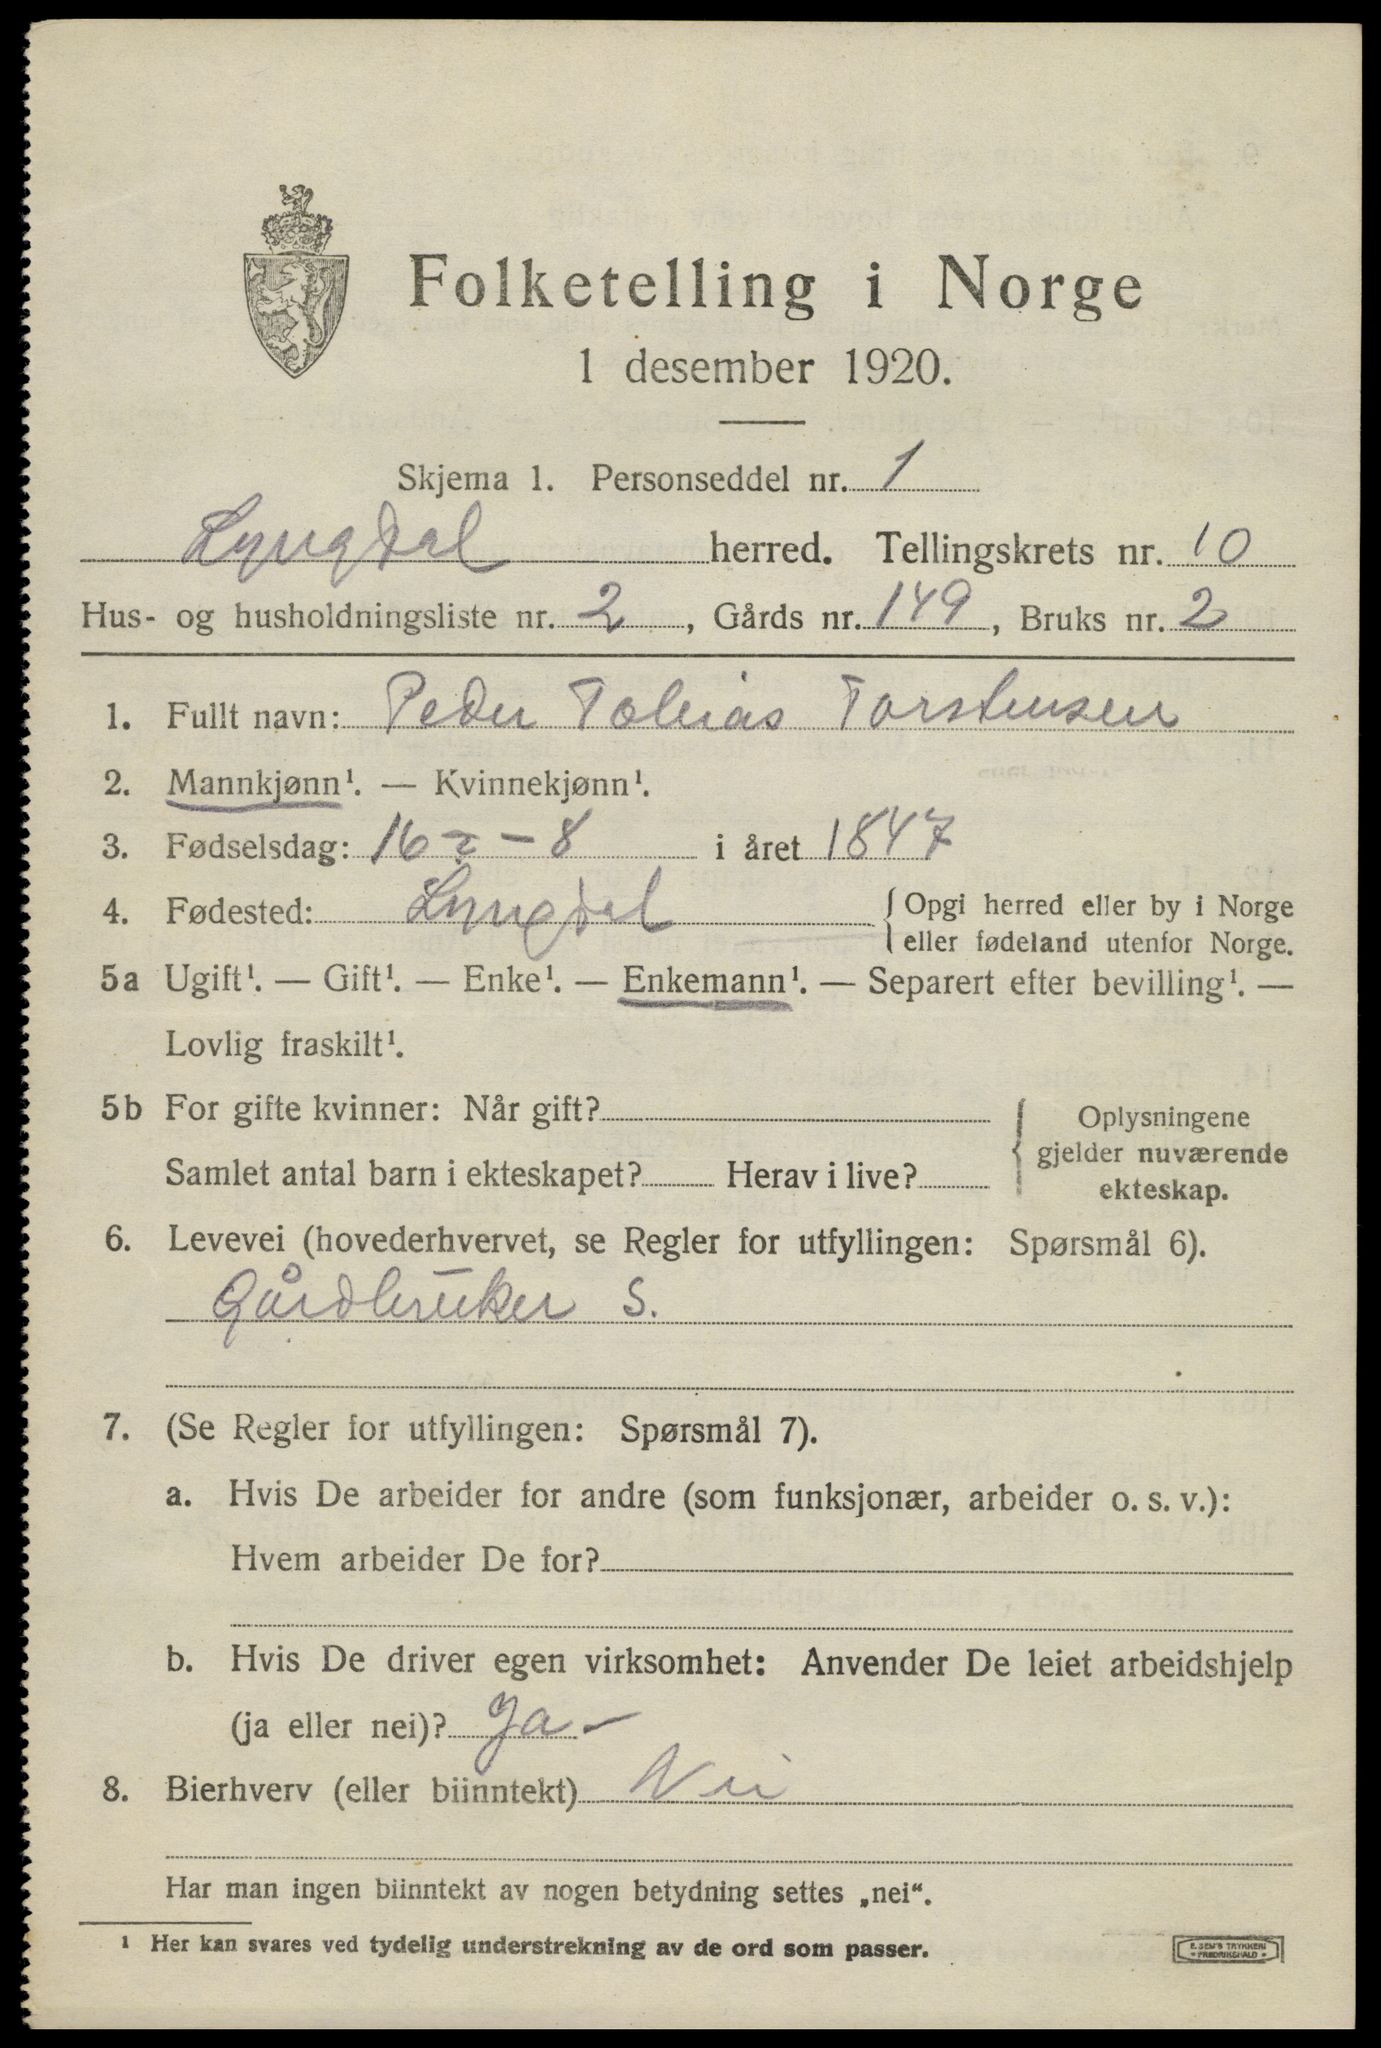 Folketelling i Norge
1 desember 1920.
Skjema 1. Personseddel nr. 1
Lyngdal herred. Tellingskrets nr. 10
Hus- og husholdningsliste nr. 2, Gårds nr. 149, Bruks nr. 2
1. Fullt navn: Peder Tobias Torstensen
2. Mannkjønn¹. — Kvinnekjønn¹.
3. Fødselsdag: 16 - 8 i året 1847
4. Fødested: Lyngdal { Opgi herred eller by i Norge
eller fødeland utenfor Norge.
5a Ugift¹. — Gift¹. — Enke¹. — Enkemann¹. — Separert efter bevilling¹. —
Lovlig fraskilt¹.
5b For gifte kvinner: Når gift?
Samlet antal barn i ekteskapet? Herav i live?
Oplysningene
gjelder nuværende
ekteskap.
6. Levevei (hovederhvervet, se Regler for utfyllingen: Spørsmål 6).
Gårdbruker S.
7. (Se Regler for utfyllingen: Spørsmål 7).
a. Hvis De arbeider for andre (som funksjonær, arbeider o. s. v.):
Hvem arbeider De for?
b. Hvis De driver egen virksomhet: Anvender De leiet arbeidshjelp
(ja eller nei)? Ja –
8. Bierhverv (eller biinntekt) Nei
Har man ingen biinntekt av nogen betydning settes „nei“.
¹ Her kan svares ved tydelig understrekning av de ord som passer.
E. SEM'S TRYKKERI
FREDRIKSHALD